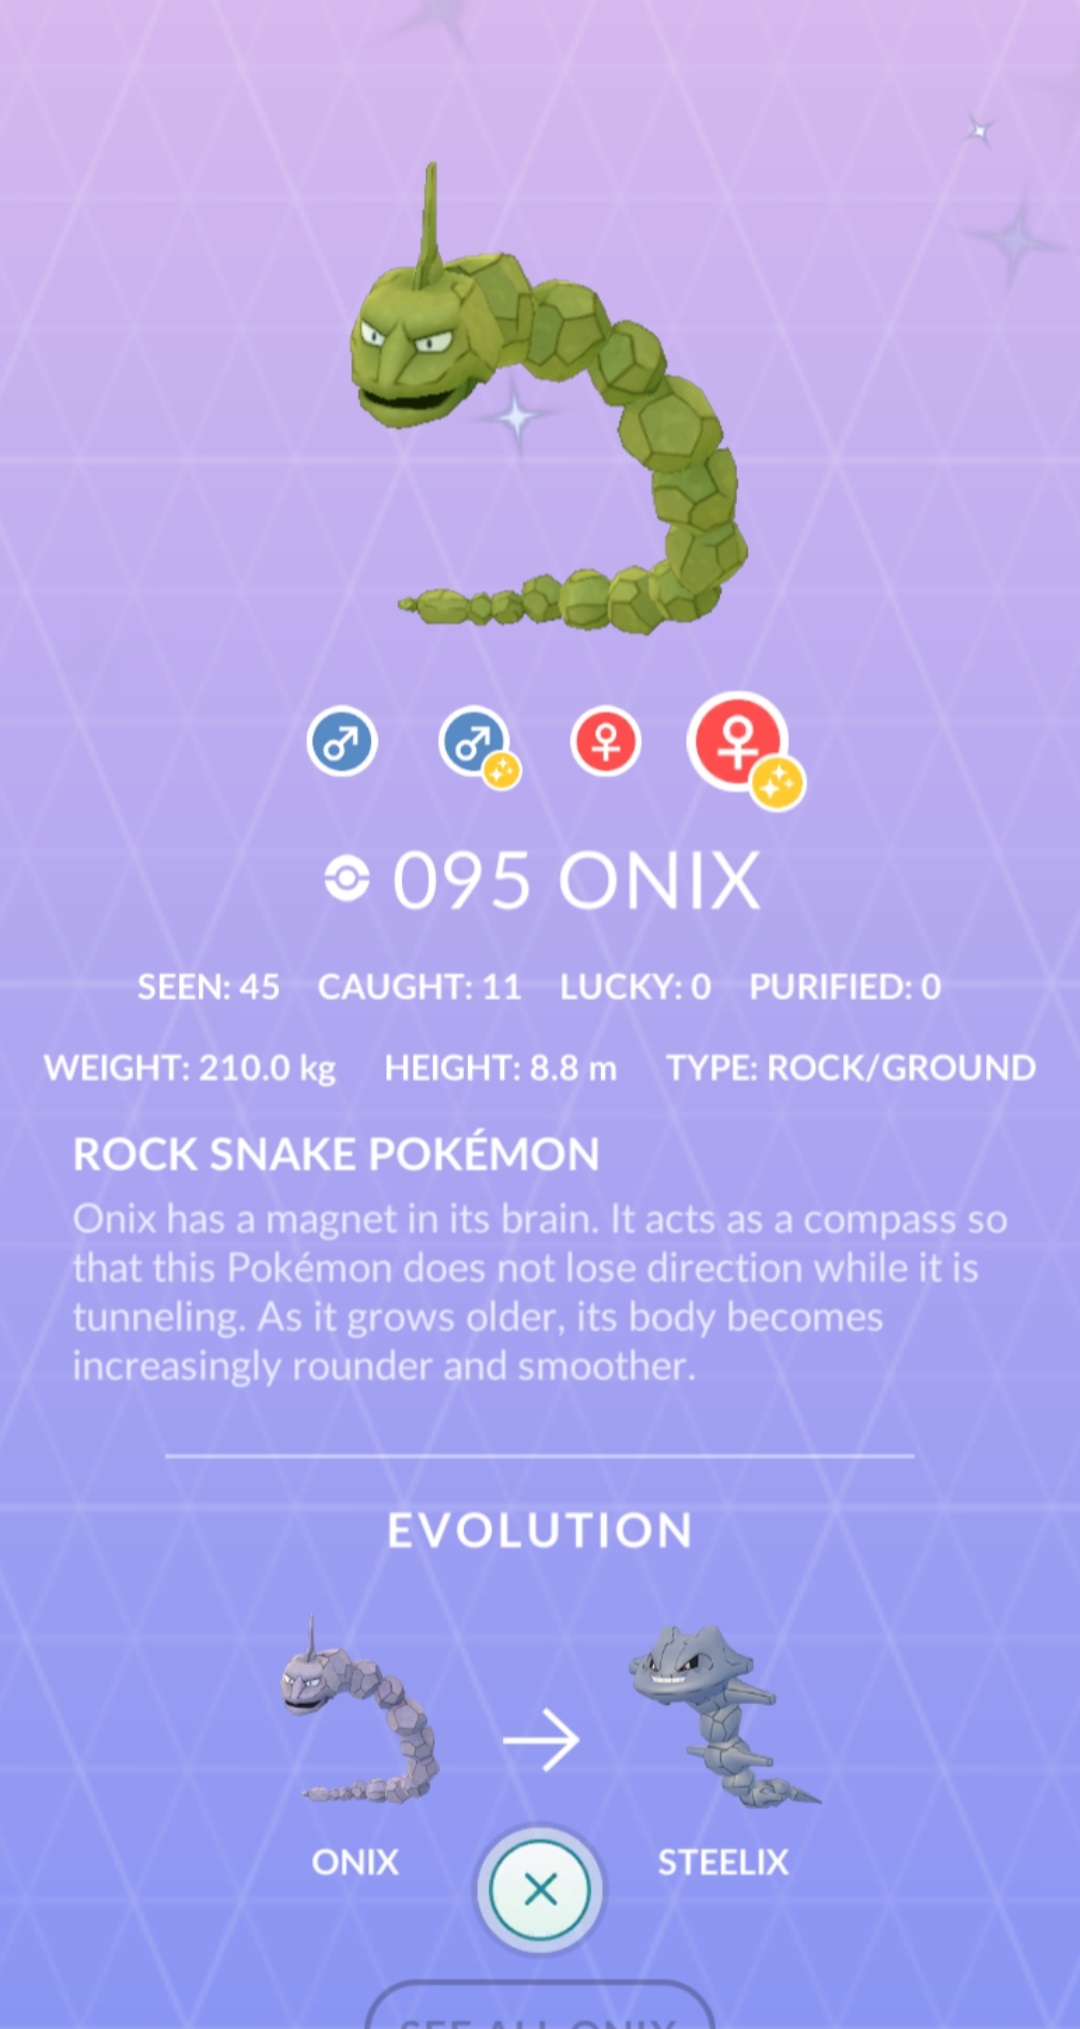 095 ONIX
SEEN: 45 CAUGHT: 11 LUCKY: 0 PURIFIED: 0
WEIGHT: 210.0 kg HEIGHT: 8.8 m TYPE: ROCK/GROUND
ROCK SNAKE POKÉMON
Onix has a magnet in its brain. It acts as a compass so
that this Pokémon does not lose direction while it is
tunneling. As it grows older, its body becomes
increasingly rounder and smoother.
EVOLUTION
ONIX STEELIX
SEE ALL ONIX